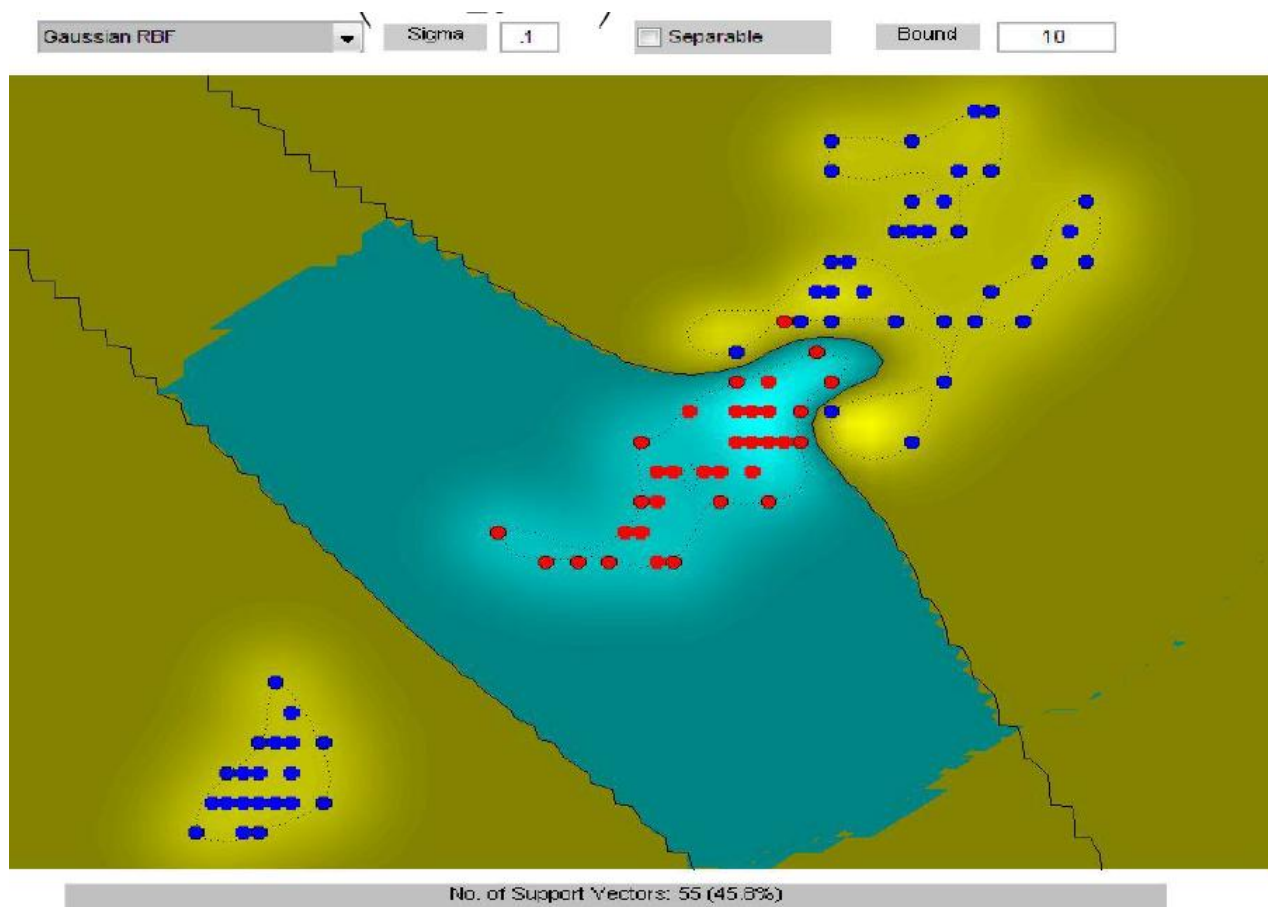 Gaussian RBF Sigma .1 Separable Bound 10
No. of Support Vectors: 55 (45.8%)